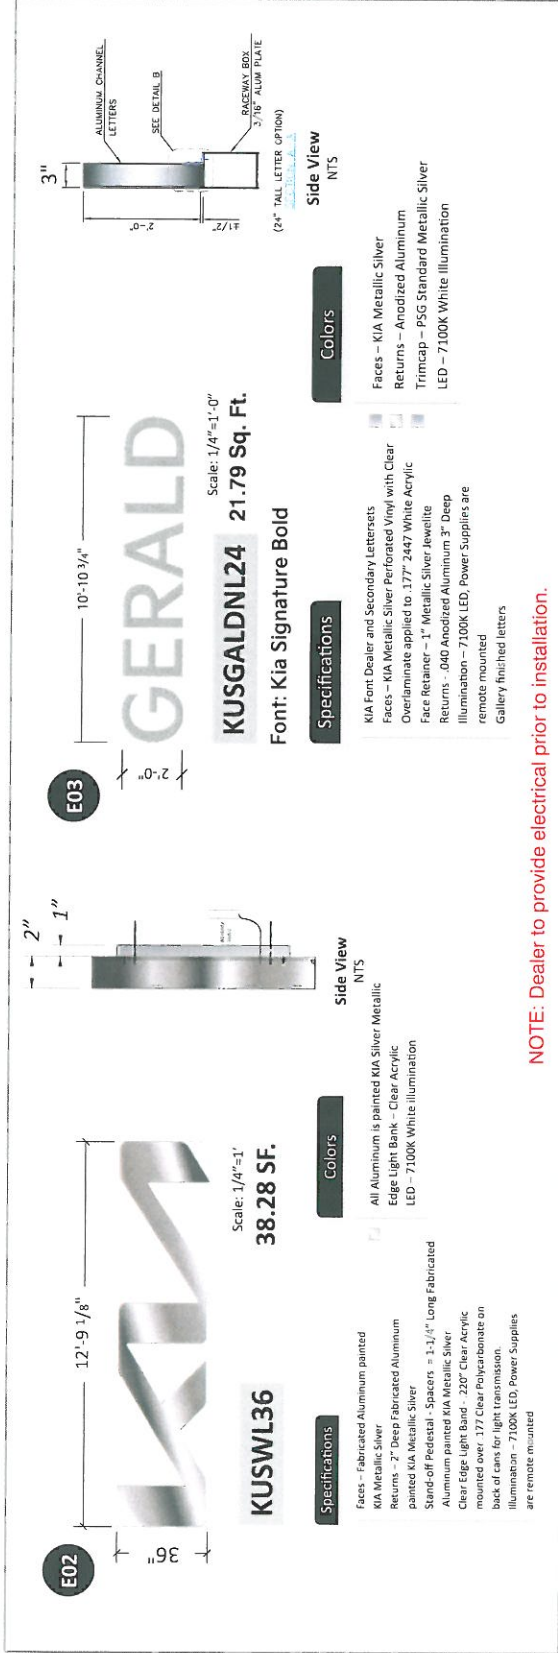 E02
12'-9 1/8"
36"
KIA
Scale: 1/4"=1'
KUSWL36
38.28 SF.
2"
1"
Side View
NTS
Specifications
Faces – Fabricated Aluminum painted
KIA Metallic Silver
Returns – 2" Deep Fabricated Aluminum
painted KIA Metallic Silver
Stand-off Pedestal - Spacers = 1-1/4" Long Fabricated
Aluminum painted KIA Metallic Silver
Clear Edge Light Band - .220" Clear Acrylic
mounted over .177 Clear Polycarbonate on
back of cans for light transmission.
Illumination – 7100K LED, Power Supplies
are remote mounted
Colors
All Aluminum is painted KIA Silver Metallic
Edge Light Bank – Clear Acrylic
LED – 7100K White illumination
E03
10'-10 3/4"
2'-0"
GERALD
Scale: 1/4"=1'-0"
KUSGALDNL24 21.79 Sq. Ft.
Font: Kia Signature Bold
3"
2'-0"
±1/2"
ALUMINUM CHANNEL
LETTERS
SEE DETAIL B
RACEWAY BOX
3/16" ALUM PLATE
(24" TALL LETTER OPTION)
Side View
NTS
Specifications
KIA Font Dealer and Secondary Lettersets
Faces – KIA Metallic Silver Perforated Vinyl with Clear
Overlaminate applied to .177" 2447 White Acrylic
Face Retainer – 1" Metallic Silver Jewelite
Returns - .040 Anodized Aluminum 3" Deep
Illumination – 7100K LED, Power Supplies are
remote mounted
Gallery finished letters
Colors
Faces – KIA Metallic Silver
Returns – Anodized Aluminum
Trimcap – PSG Standard Metallic Silver
LED – 7100K White Illumination
NOTE: Dealer to provide electrical prior to installation.